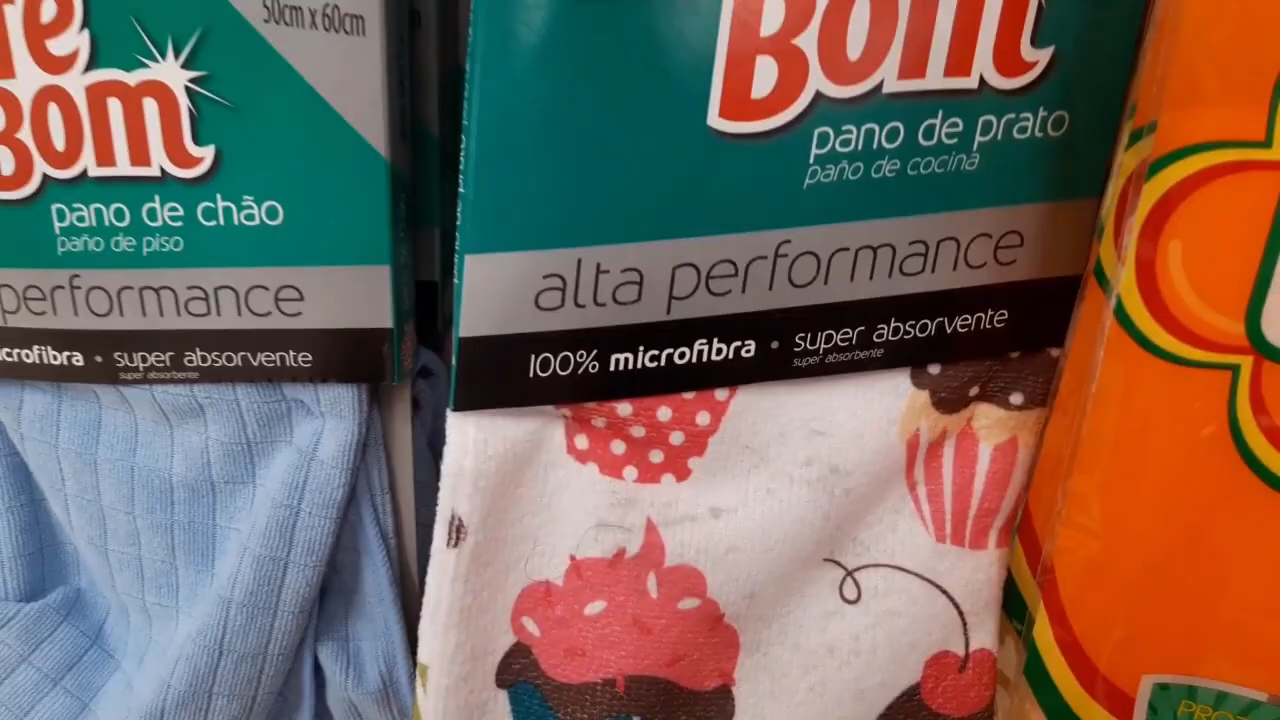 50cm x 60cm
Bom
pano de chão
paño de piso
performance
super absorvente
super absorbente
Bom
pano de prato
paño de cocina
alta performance
100% microfibra • super absorvente
super absorbente